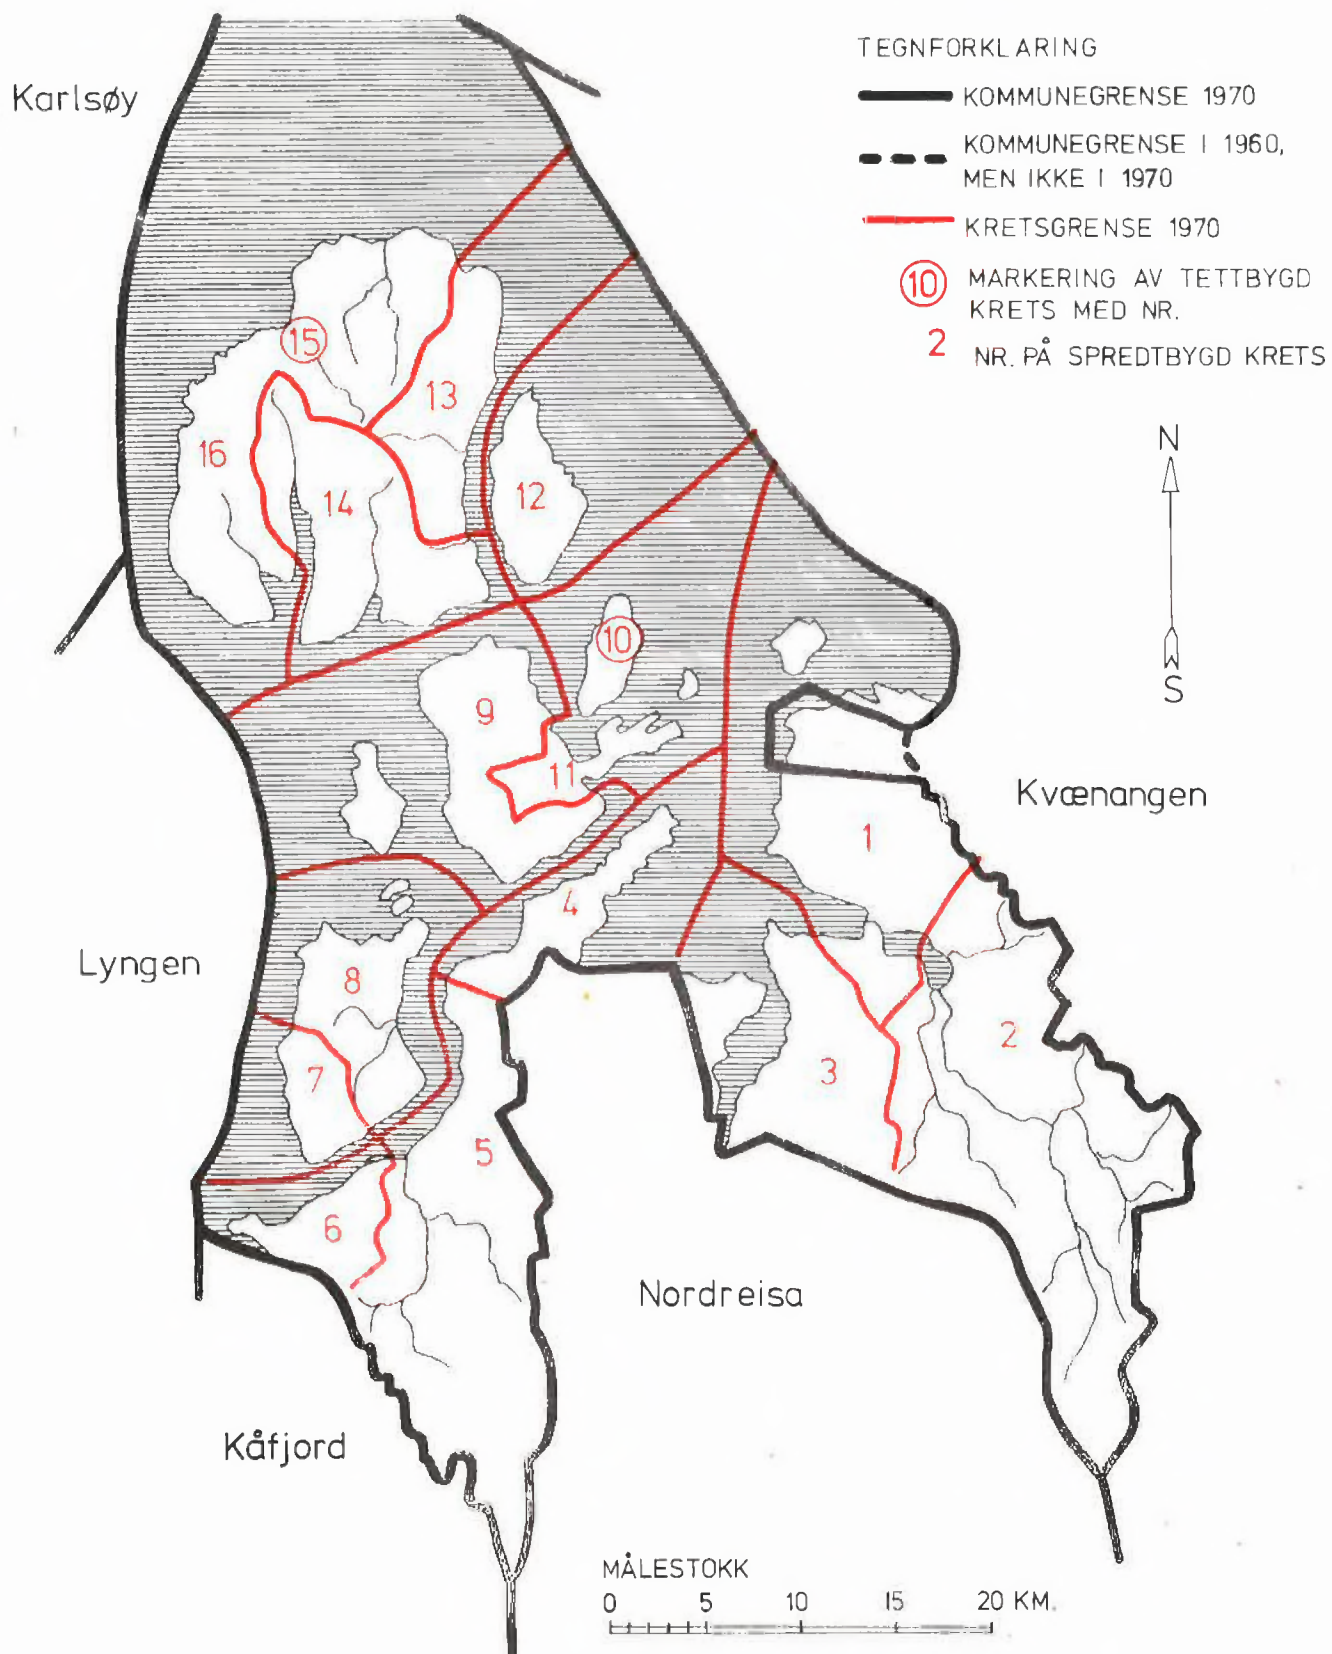 TEGNFORKLARING
KOMMUNEGRENSE 1970
KOMMUNEGRENSE I 1960,
MEN IKKE I 1970
KRETSGRENSE 1970
10 MARKERING AV TETTBYGD
KRETS MED NR.
2 NR. PÅ SPREDTBYGD KRETS
Karlsøy
15
13
16
14
12
N
S
10
9
11
Kvænangen
1
4
Lyngen
8
2
7
3
5
6
Nordreisa
Kåfjord
MÅLESTOKK
0 5 10 15 20 KM.